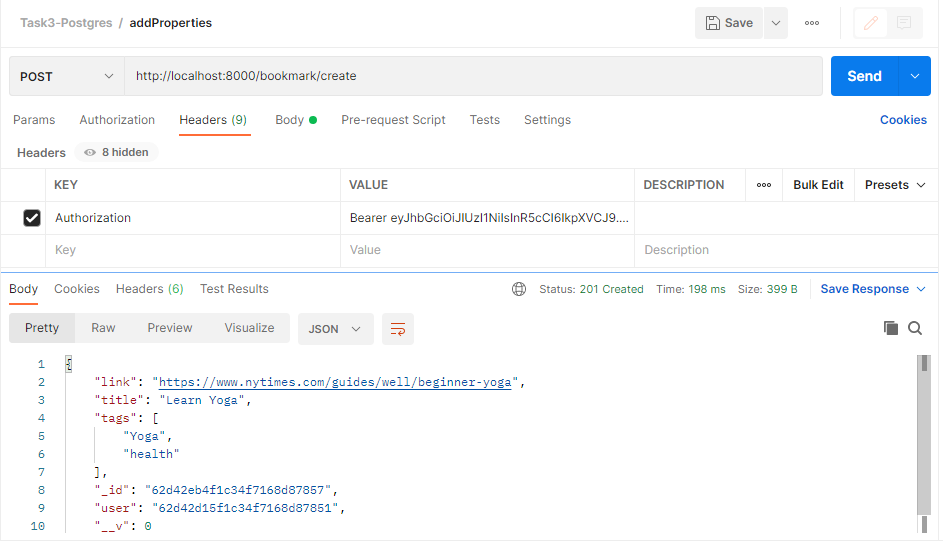 Task3-Postgres / addProperties Save
POST http://localhost:8000/bookmark/create Send
Params Authorization Headers (9) Body Pre-request Script Tests Settings Cookies
Headers 8 hidden
KEY VALUE DESCRIPTION Bulk Edit Presets
Authorization Bearer eyJhbGciOiJIUzI1NiIsInR5cCI6IkpXVCJ9....
Key Value Description
Body Cookies Headers (6) Test Results Status: 201 Created Time: 198 ms Size: 399 B Save Response
Pretty Raw Preview Visualize JSON
1 {
2 "link": "https://www.nytimes.com/guides/well/beginner-yoga",
3 "title": "Learn Yoga",
4 "tags": [
5 "Yoga",
6 "health"
7 ],
8 "_id": "62d42eb4f1c34f7168d87857",
9 "user": "62d42d15f1c34f7168d87851",
10 "__v": 0